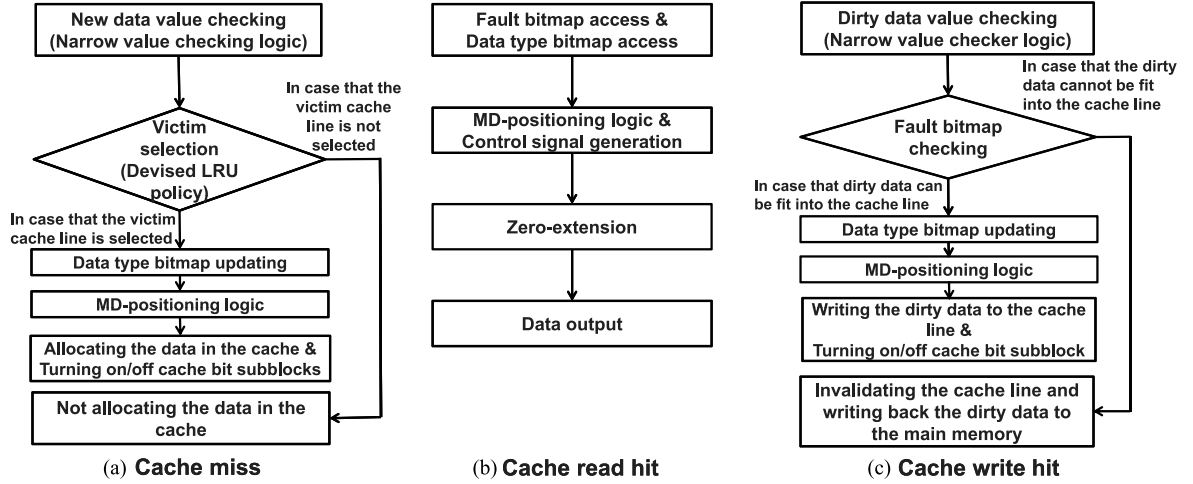 New data value checking
(Narrow value checking logic)
In case that the
victim cache
line is not
selected
Victim
selection
(Devised LRU
policy)
In case that the victim
cache line is selected
Data type bitmap updating
MD-positioning logic
Allocating the data in the cache &
Turning on/off cache bit subblocks
Not allocating the data in the
cache
(a) Cache miss
Fault bitmap access &
Data type bitmap access
MD-positioning logic &
Control signal generation
Zero-extension
Data output
(b) Cache read hit
Dirty data value checking
(Narrow value checker logic)
In case that the dirty
data cannot be fit
into the cache line
Fault bitmap
checking
In case that dirty data can
be fit into the cache line
Data type bitmap updating
MD-positioning logic
Writing the dirty data to the cache
line &
Turning on/off cache bit subblock
Invalidating the cache line and
writing back the dirty data to
the main memory
(c) Cache write hit